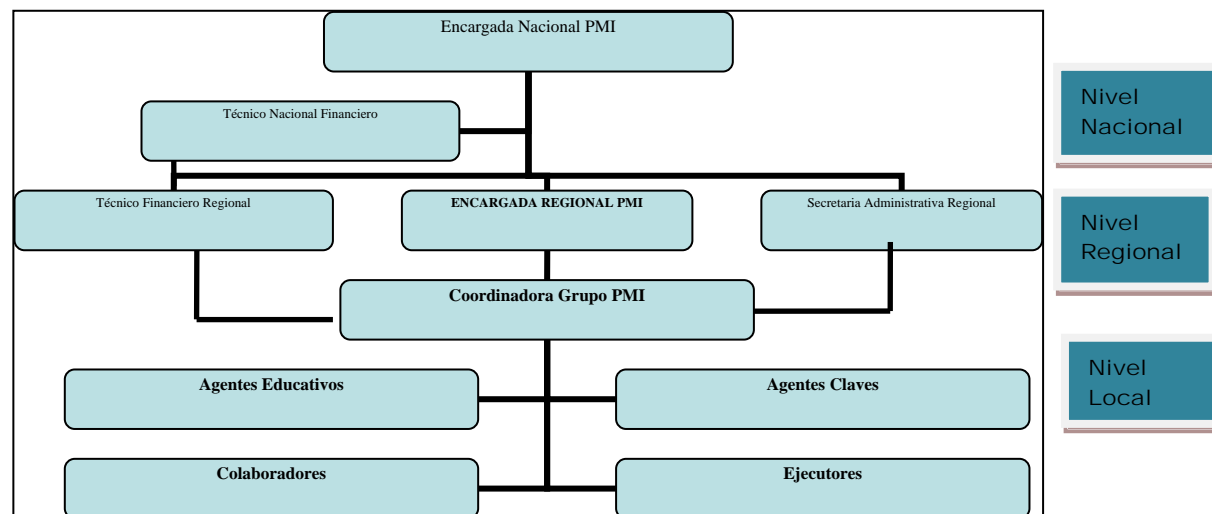 Encargada Nacional PMI
Nivel
Nacional
Técnico Nacional Financiero
Técnico Financiero Regional
ENCARGADA REGIONAL PMI
Secretaria Administrativa Regional
Nivel
Regional
Coordinadora Grupo PMI
Nivel
Local
Agentes Educativos
Agentes Claves
Colaboradores
Ejecutores